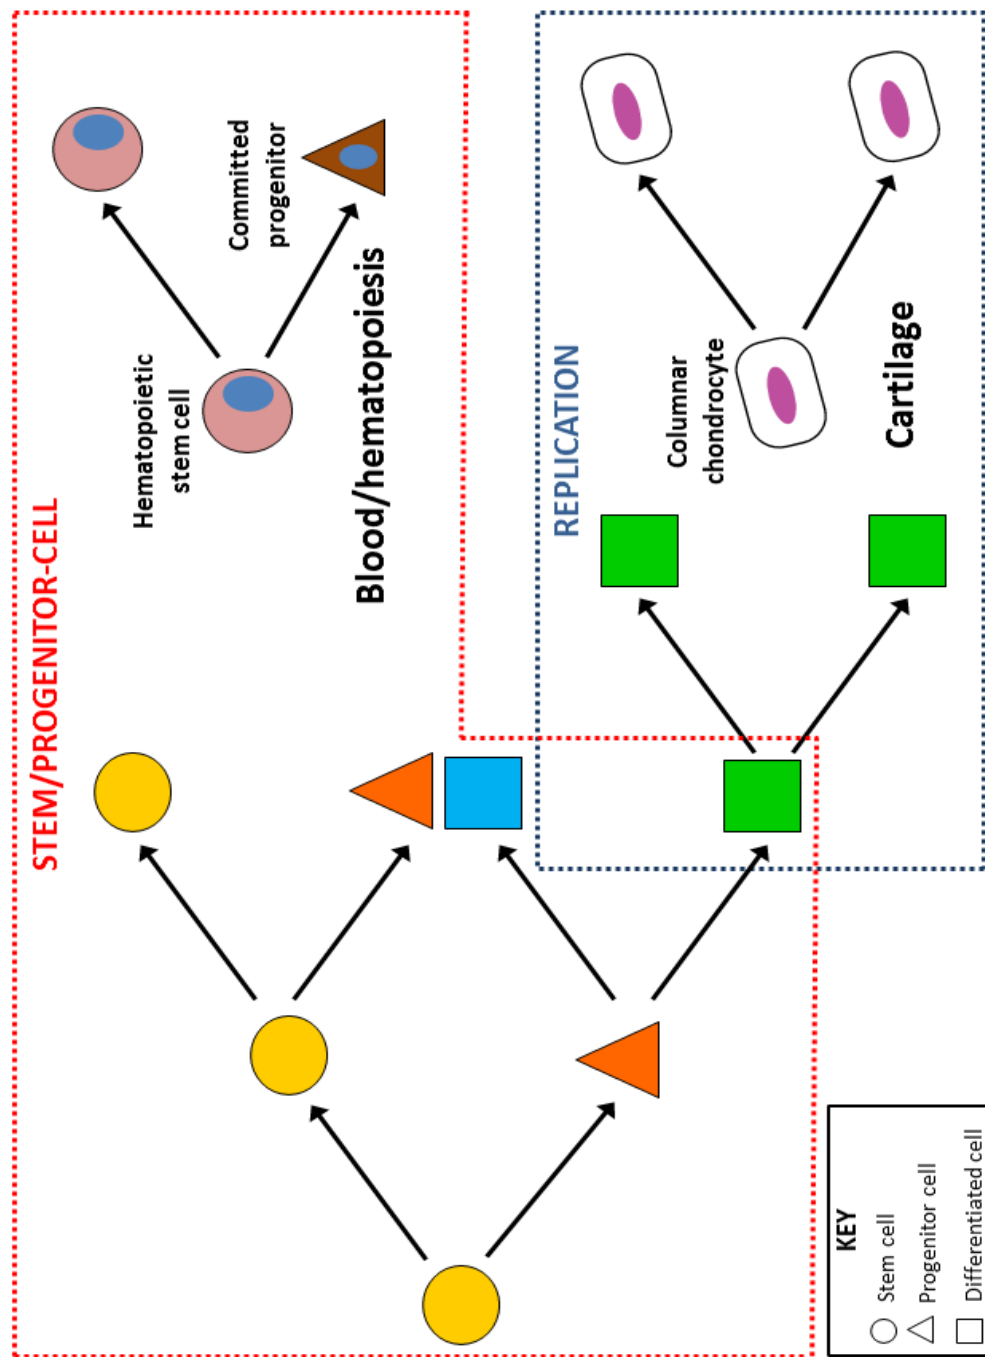 STEM/PROGENITOR-CELL
Hematopoietic
stem cell
Committed
progenitor
Blood/hematopoiesis
REPLICATION
Columnar
chondrocyte
Cartilage
KEY
Stem cell
Progenitor cell
Differentiated cell